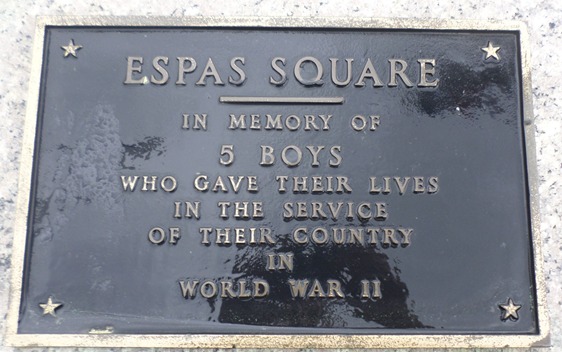 ESPAS SQUARE
IN MEMORY OF
5 BOYS
WHO GAVE THEIR LIVES
IN THE SERVICE
OF THEIR COUNTRY
IN
WORLD WAR II